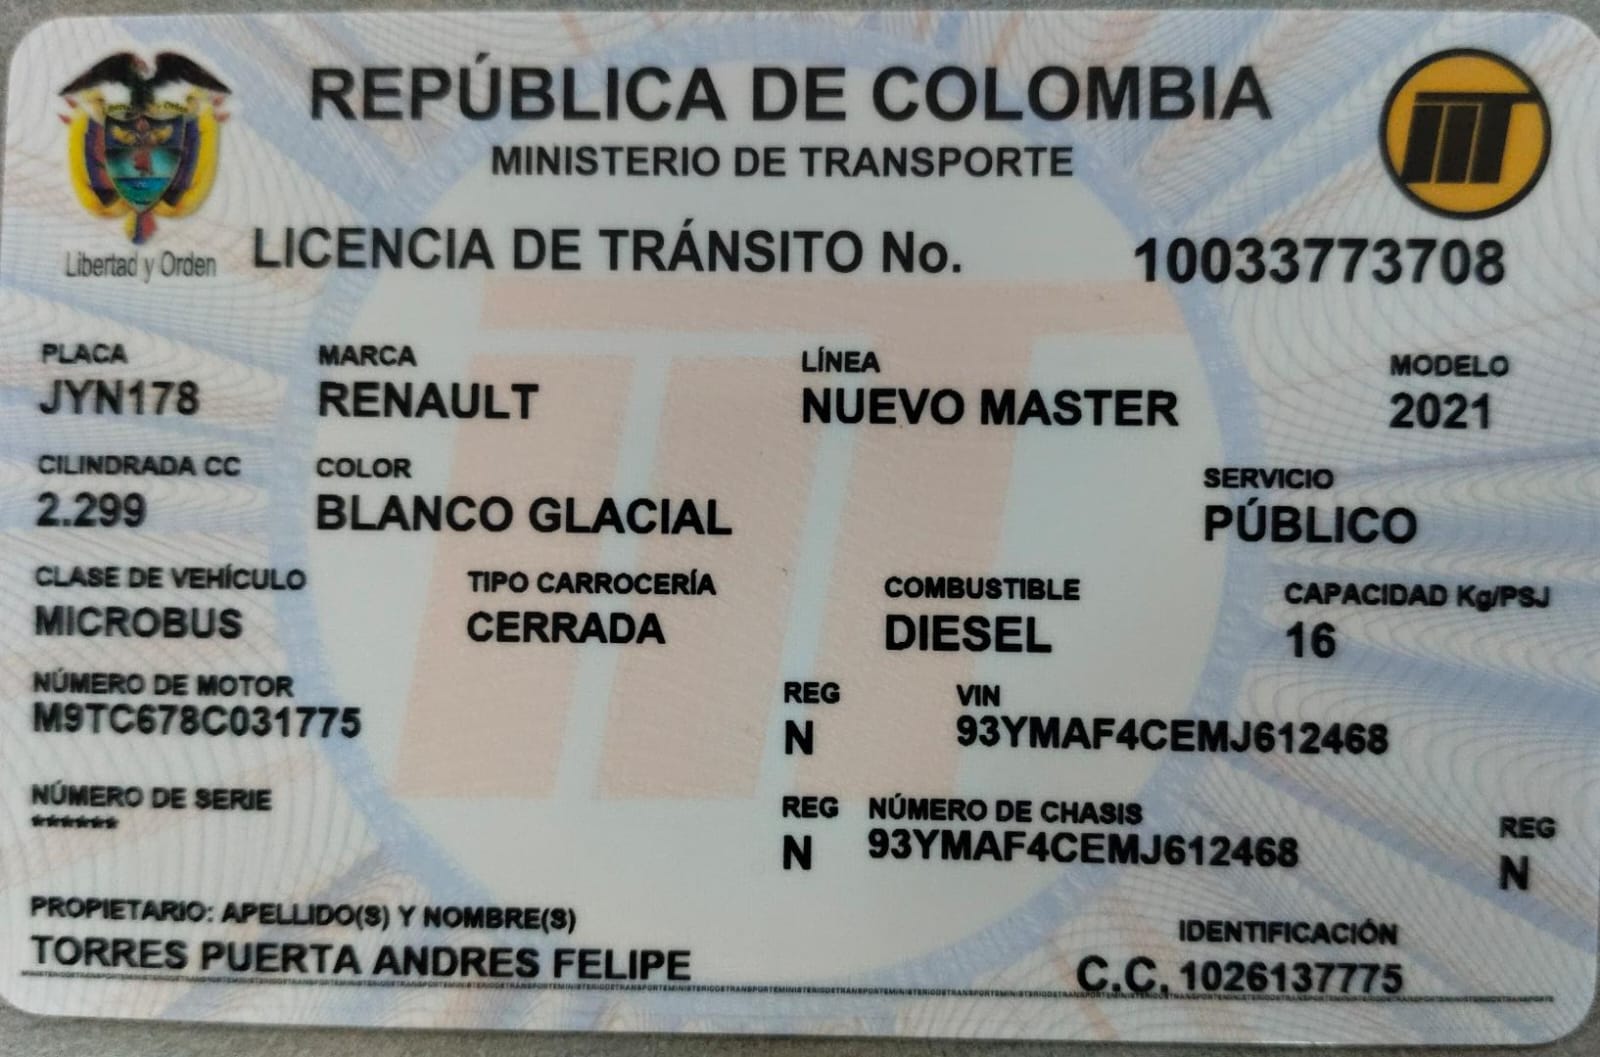 REPÚBLICA DE COLOMBIA
MINISTERIO DE TRANSPORTE
Libertad y Orden
LICENCIA DE TRÁNSITO No. 10033773708
PLACA MARCA LÍNEA MODELO
JYN178 RENAULT NUEVO MASTER 2021
CILINDRADA CC COLOR SERVICIO
2.299 BLANCO GLACIAL PÚBLICO
CLASE DE VEHÍCULO TIPO CARROCERÍA COMBUSTIBLE CAPACIDAD Kg/PSJ
MICROBUS CERRADA DIESEL 16
NÚMERO DE MOTOR REG VIN
M9TC678C031775 N 93YMAF4CEMJ612468
NÚMERO DE SERIE REG NÚMERO DE CHASIS REG
****** N 93YMAF4CEMJ612468 N
PROPIETARIO: APELLIDO(S) Y NOMBRE(S) IDENTIFICACIÓN
TORRES PUERTA ANDRES FELIPE C.C. 1026137775